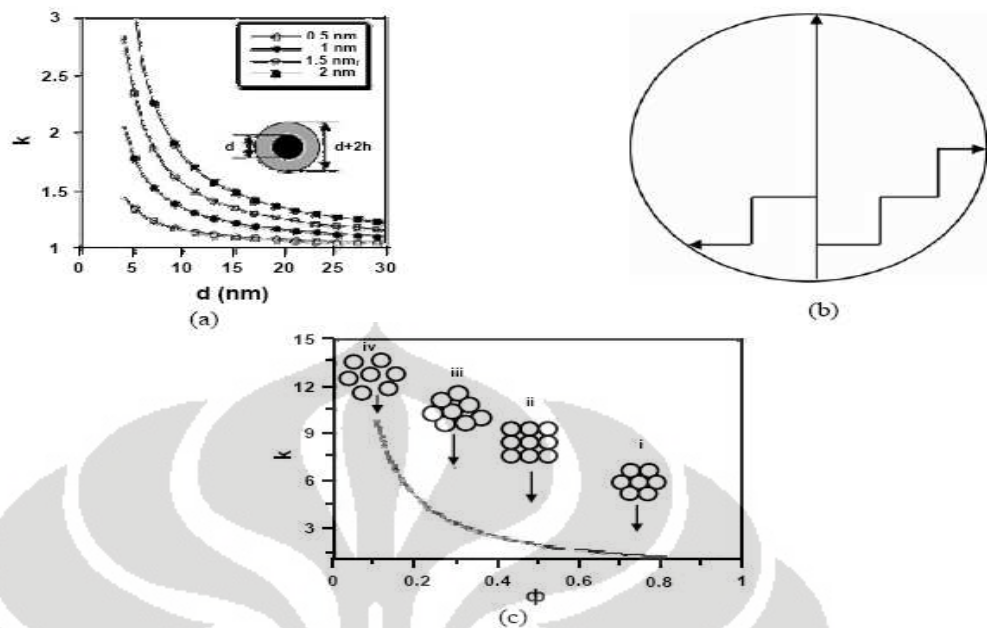 3
2.5
2
1.5
1
k
0.5 nm
1 nm
1.5 nm,
2 nm
d
d+2h
0 5 10 15 20 25 30
d (nm)
(a)
(b)
15
12
9
6
3
k
iv
iii
ii
i
0 0.2 0.4 0.6 0.8 1
ф
(c)